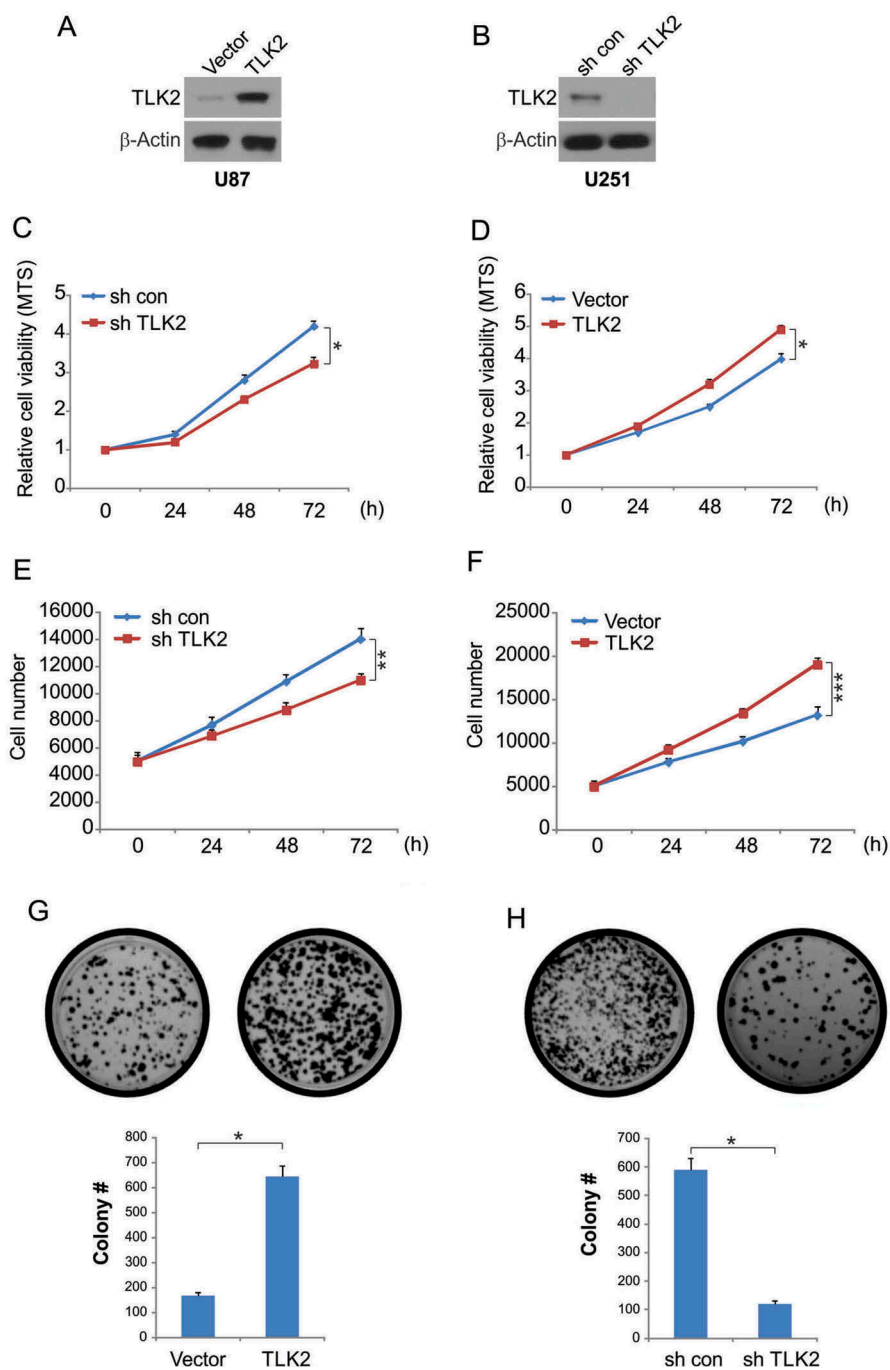 A
Vector
TLK2
TLK2
β-Actin
U87
B
sh con
sh TLK2
TLK2
β-Actin
U251
C
Relative cell viability (MTS)
5
4
3
2
1
0
sh con
sh TLK2
*
0 24 48 72 (h)
D
Relative cell viability (MTS)
6
5
4
3
2
1
0
Vector
TLK2
*
0 24 48 72 (h)
E
Cell number
16000
14000
12000
10000
8000
6000
4000
2000
0
sh con
sh TLK2
**
0 24 48 72 (h)
F
Cell number
25000
20000
15000
10000
5000
0
Vector
TLK2
***
0 24 48 72 (h)
G
Colony #
800
700
600
500
400
300
200
100
0
*
Vector TLK2
H
Colony #
700
600
500
400
300
200
100
0
*
sh con sh TLK2